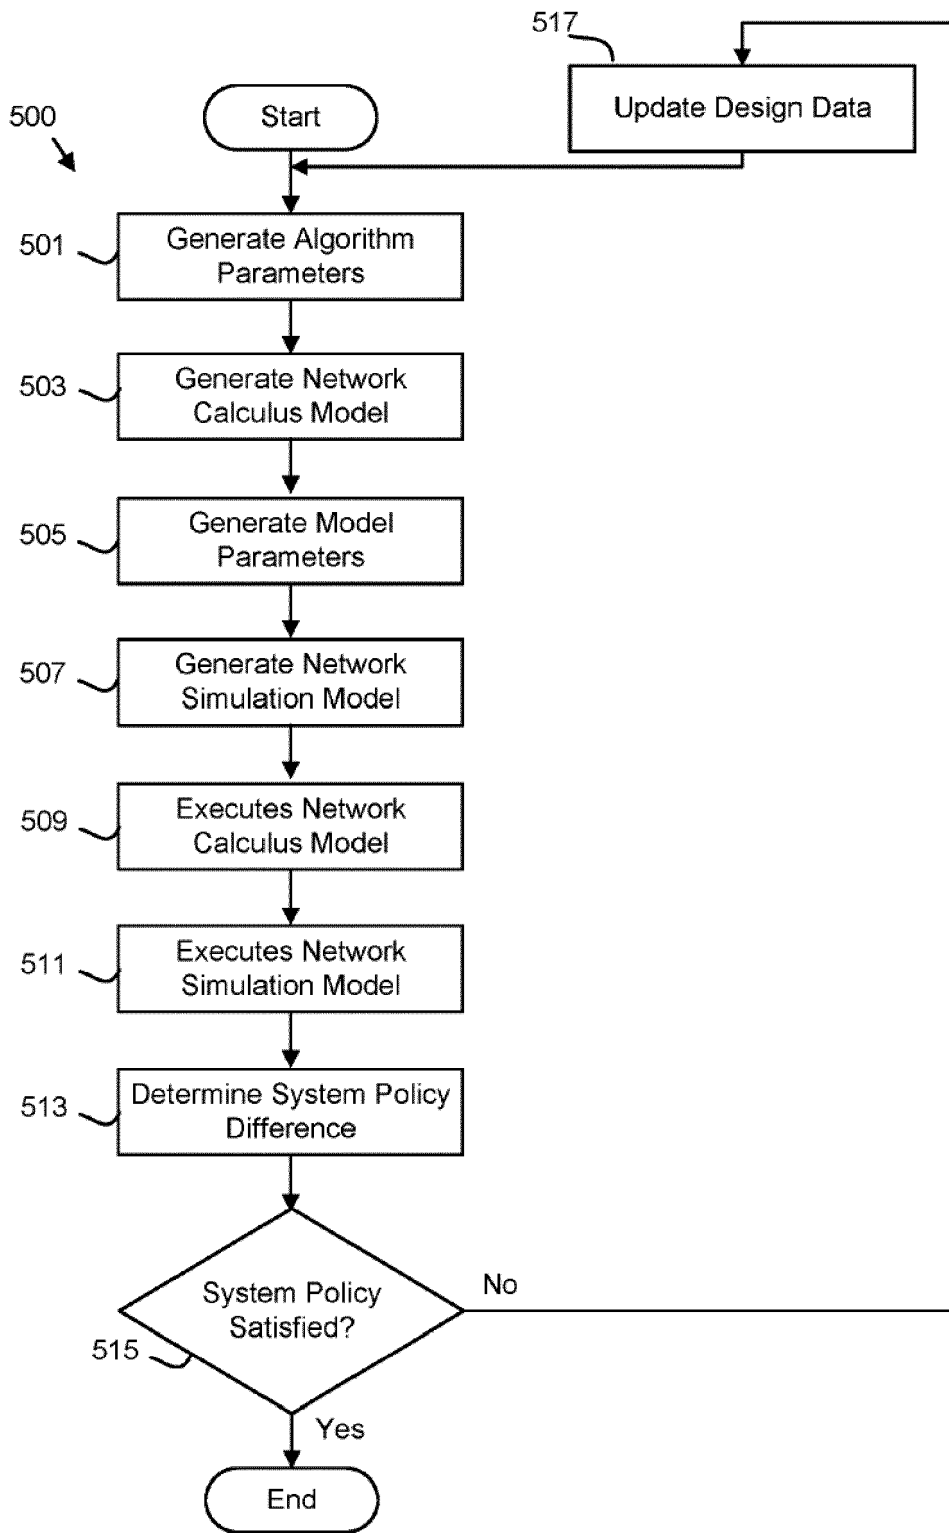 517
Update Design Data
500
Start
501
Generate Algorithm
Parameters
503
Generate Network
Calculus Model
505
Generate Model
Parameters
507
Generate Network
Simulation Model
509
Executes Network
Calculus Model
511
Executes Network
Simulation Model
513
Determine System Policy
Difference
System Policy
Satisfied?
No
515
Yes
End